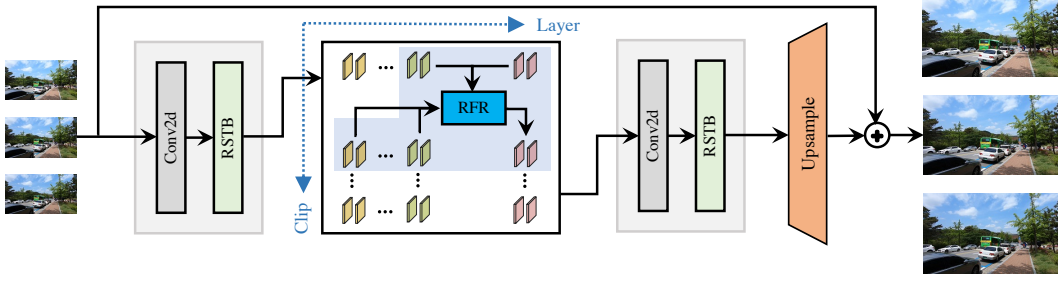 Layer
Conv2d
RSTB
RFR
Clip
Conv2d
RSTB
Upsample